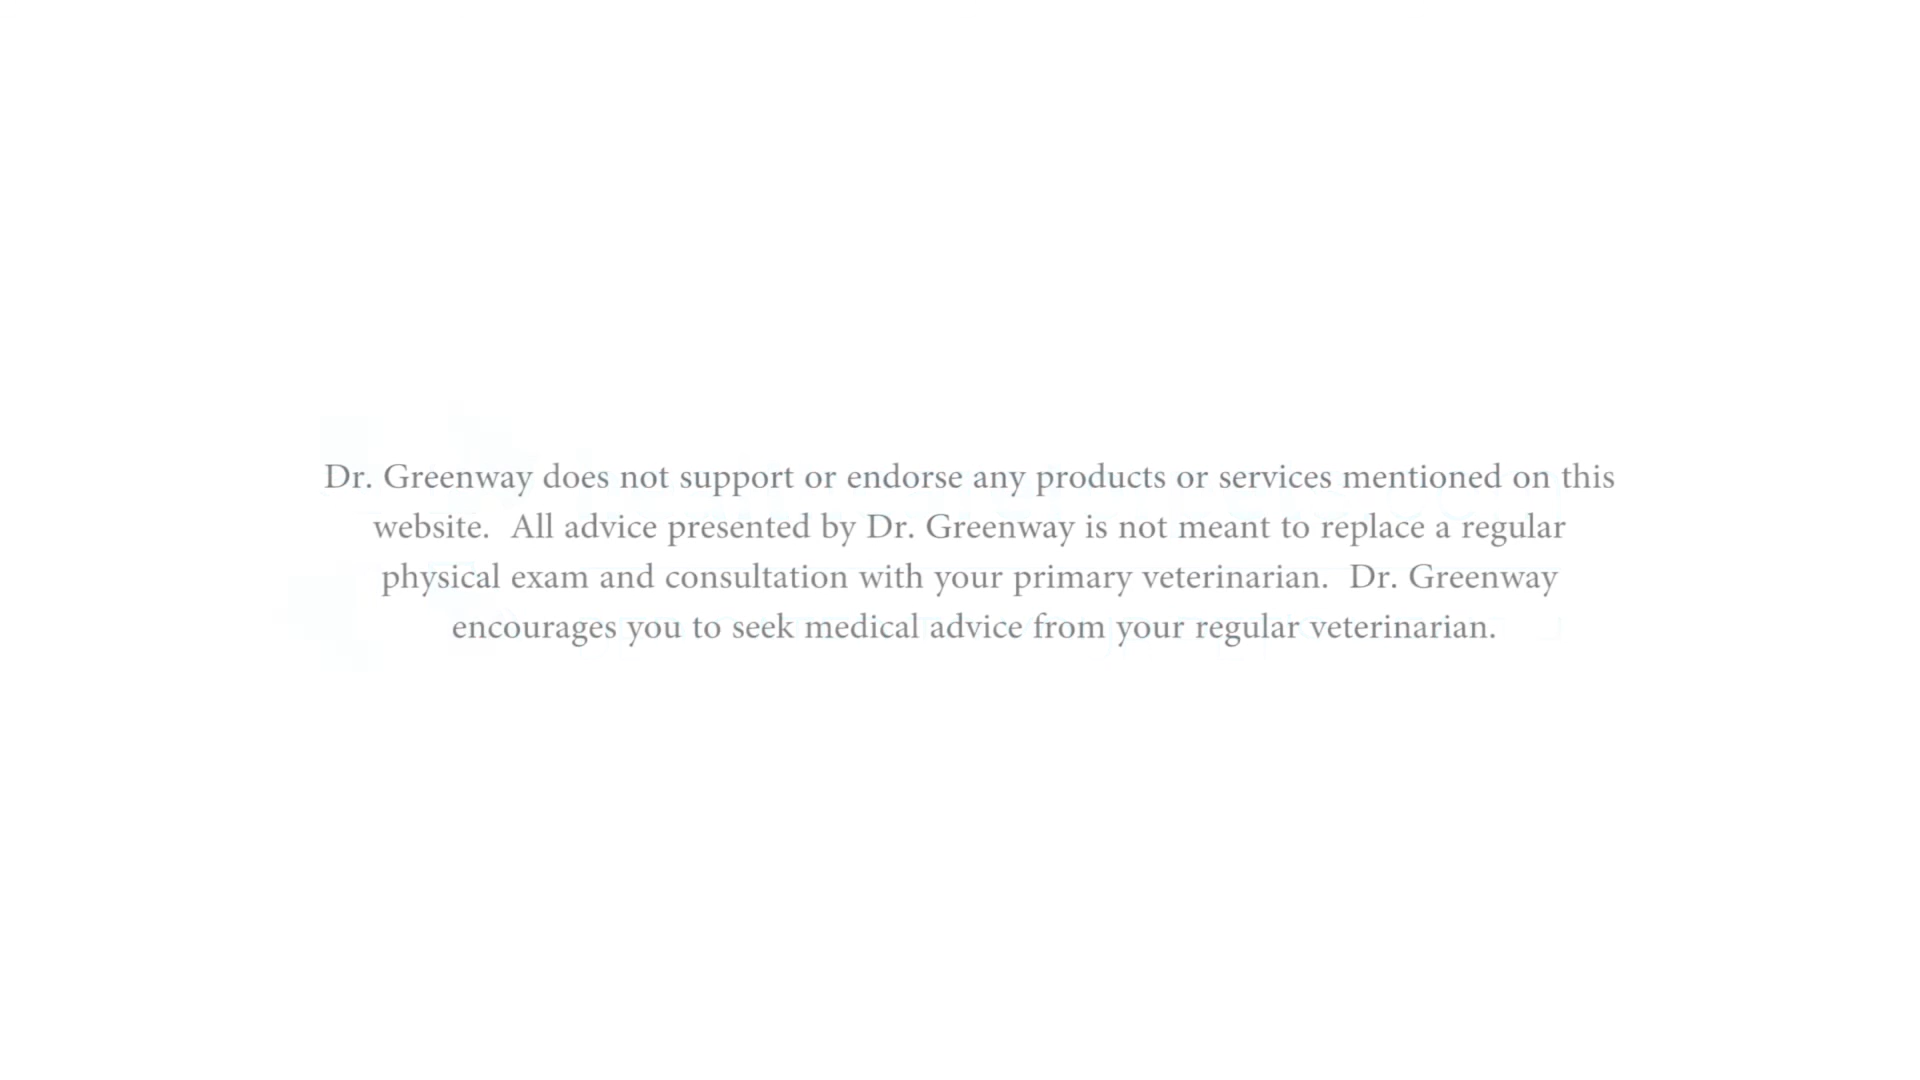 Dr. Greenway does not support or endorse any products or services mentioned on this
website.  All advice presented by Dr. Greenway is not meant to replace a regular
physical exam and consultation with your primary veterinarian.  Dr. Greenway
encourages you to seek medical advice from your regular veterinarian.